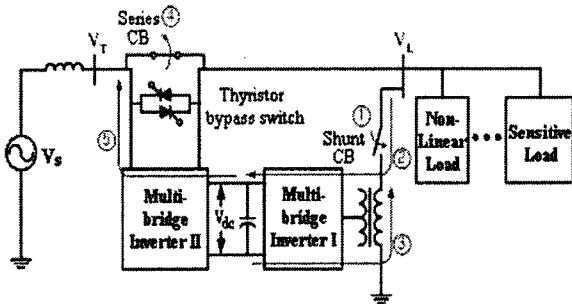 Series ④
CB
V_T
V_L
Thyristor
bypass switch
①
Shunt
CB
②
⑤
V_S
Non-
Linear
Load
Sensitive
Load
Multi-
bridge
Inverter II
V_dc
Multi-
bridge
Inverter I
③